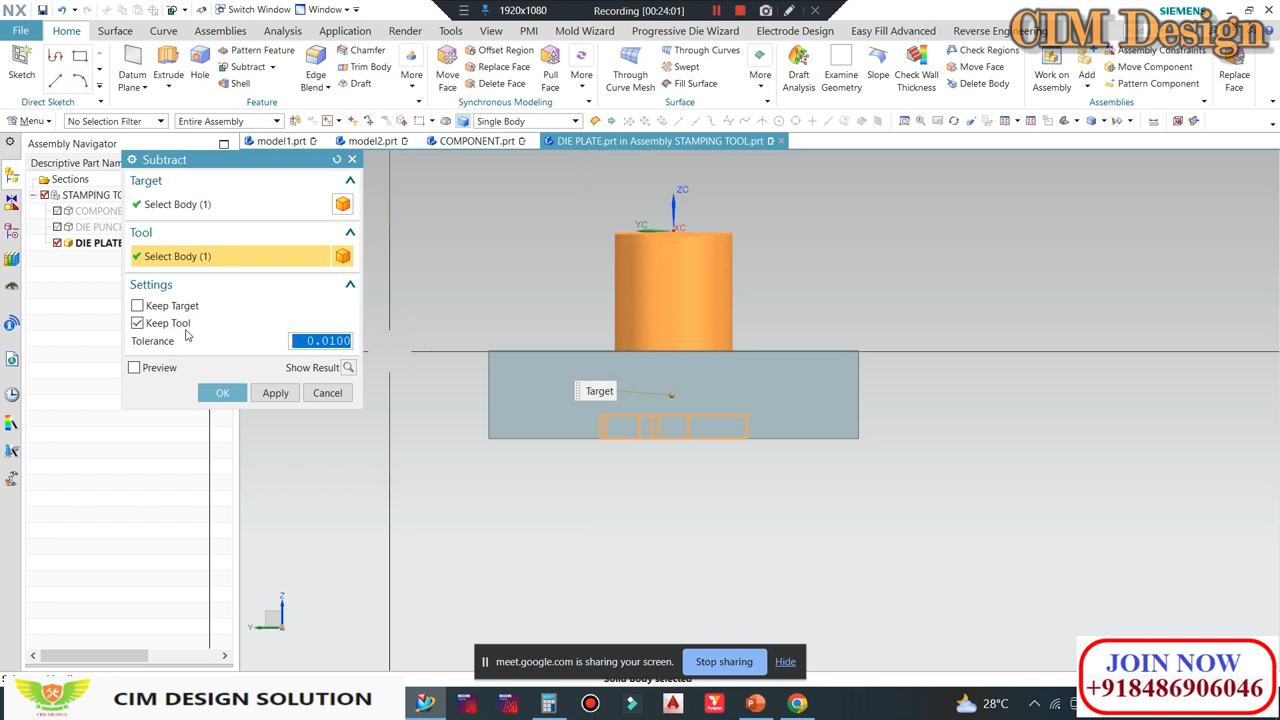 NX
Switch Window
Window
1920x1080
Recording [00:24:01]
SIEMENS
File Home Surface Curve Assemblies Analysis Application Render Tools View PMI Mold Wizard Progressive Die Wizard Electrode Design Easy Fill Advanced Reverse Engineering
CIM Design
Sketch
Direct Sketch
Datum Plane
Extrude
Hole
Pattern Feature
Subtract
Shell
Edge Blend
Chamfer
Trim Body
Draft
More
Feature
Move Face
Offset Region
Replace Face
Delete Face
Pull Face
More
Synchronous Modeling
Through Curve Mesh
Through Curves
Swept
Fill Surface
More
Surface
Draft Analysis
Examine Geometry
Slope
Check Wall Thickness
Check Regions
Move Face
Delete Body
Work on Assembly
Add
Assembly Constraints
Move Component
Pattern Component
Assemblies
Replace Face
Menu
No Selection Filter
Entire Assembly
Single Body
Assembly Navigator
model1.prt
model2.prt
COMPONENT.prt
DIE PLATE.prt in Assembly STAMPING TOOL.prt
Descriptive Part Nam
Sections
STAMPING TO
COMPONE
DIE PUNC
DIE PLATE
Subtract
Target
Select Body (1)
Tool
Select Body (1)
Settings
Keep Target
Keep Tool
Tolerance 0.0100
Preview
Show Result
OK Apply Cancel
ZC
YC
XC
Target
Z
Y
X
meet.google.com is sharing your screen. Stop sharing Hide
Solid Body selected
CIM DESIGN SOLUTION
28°C
JOIN NOW
+918486906046